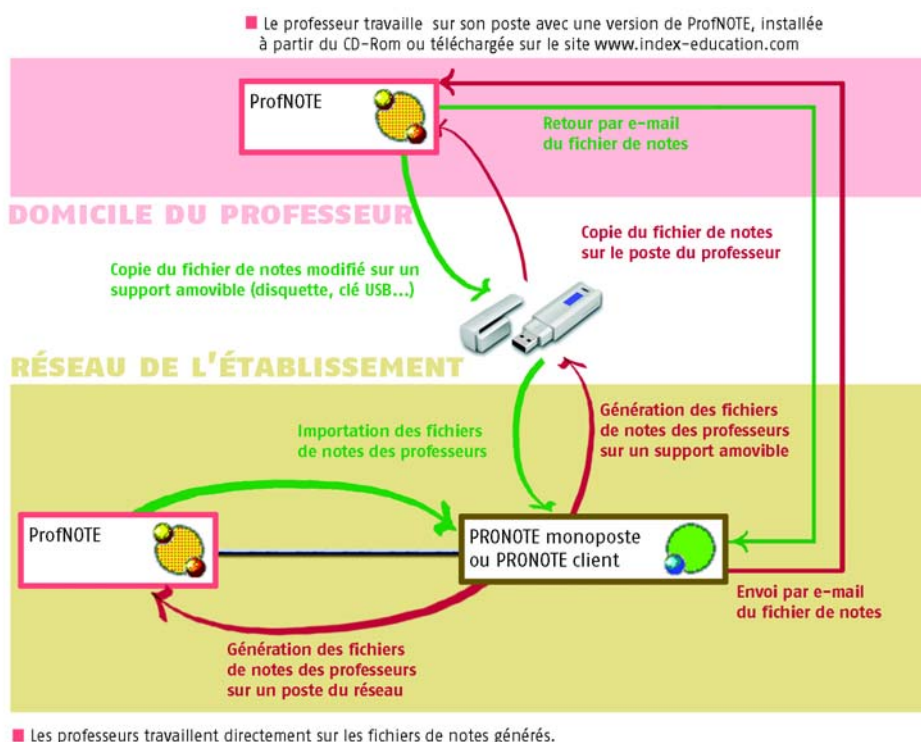 Le professeur travaille sur son poste avec une version de ProfNOTE, installée
à partir du CD-Rom ou téléchargée sur le site www.index-education.com
ProfNOTE
Retour par e-mail
du fichier de notes
DOMICILE DU PROFESSEUR
Copie du fichier de notes
sur le poste du professeur
Copie du fichier de notes modifié sur un
support amovible (disquette, clé USB...)
RÉSEAU DE L'ÉTABLISSEMENT
Importation des fichiers
de notes des professeurs
Génération des fichiers
de notes des professeurs
sur un support amovible
ProfNOTE
PRONOTE monoposte
ou PRONOTE client
Envoi par e-mail
du fichier de notes
Génération des fichiers
de notes des professeurs
sur un poste du réseau
Les professeurs travaillent directement sur les fichiers de notes générés.